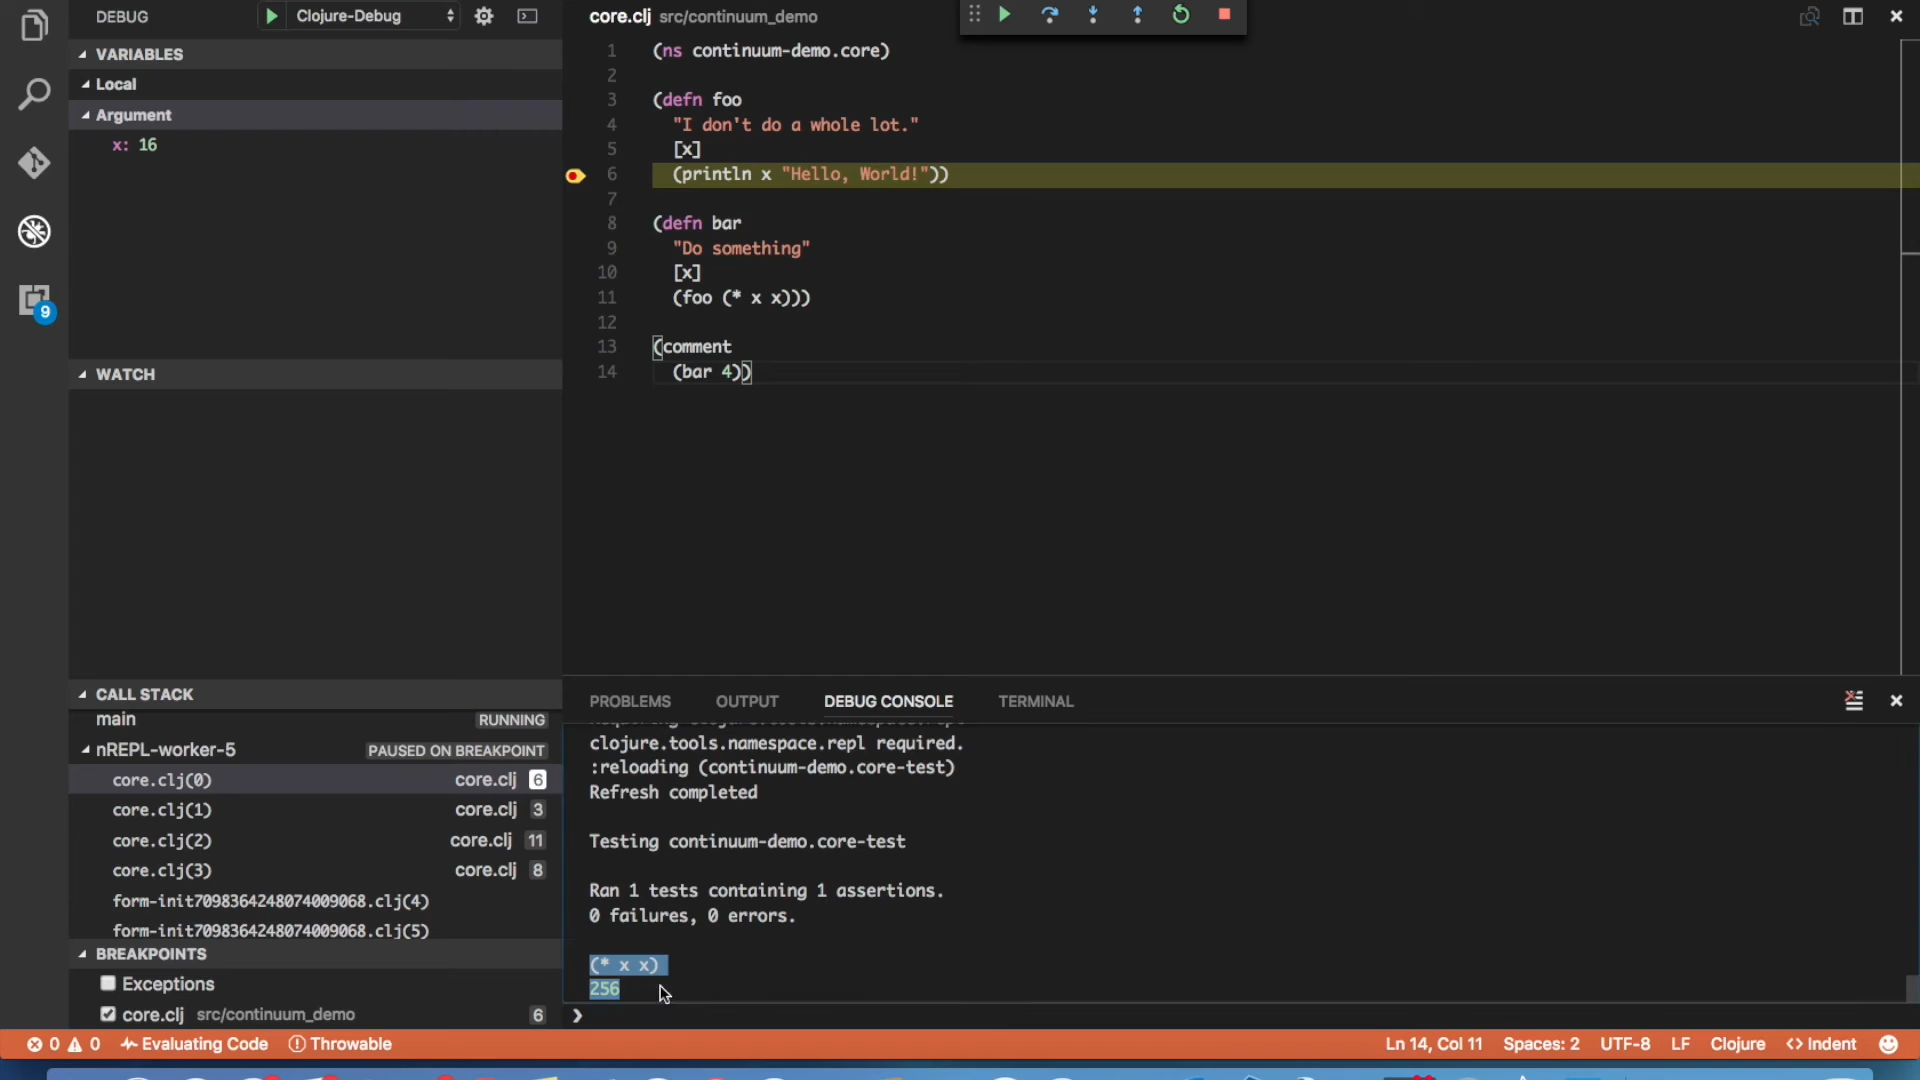 DEBUG
Clojure-Debug
VARIABLES
Local
Argument
x: 16
9
WATCH
CALL STACK
main RUNNING
nREPL-worker-5 PAUSED ON BREAKPOINT
core.clj(0) core.clj 6
core.clj(1) core.clj 3
core.clj(2) core.clj 11
core.clj(3) core.clj 8
form-init7098364248074009068.clj(4)
form-init7098364248074009068.clj(5)
BREAKPOINTS
Exceptions
core.clj src/continuum_demo 6
core.clj src/continuum_demo
1 (ns continuum-demo.core)
2
3 (defn foo
4 "I don't do a whole lot."
5 [x]
6 (println x "Hello, World!"))
7
8 (defn bar
9 "Do something"
10 [x]
11 (foo (* x x)))
12
13 (comment
14 (bar 4))
PROBLEMS OUTPUT DEBUG CONSOLE TERMINAL
clojure.tools.namespace.repl required.
:reloading (continuum-demo.core-test)
Refresh completed
Testing continuum-demo.core-test
Ran 1 tests containing 1 assertions.
0 failures, 0 errors.
(* x x)
256
❯
0 0 Evaluating Code Throwable Ln 14, Col 11 Spaces: 2 UTF-8 LF Clojure <> Indent